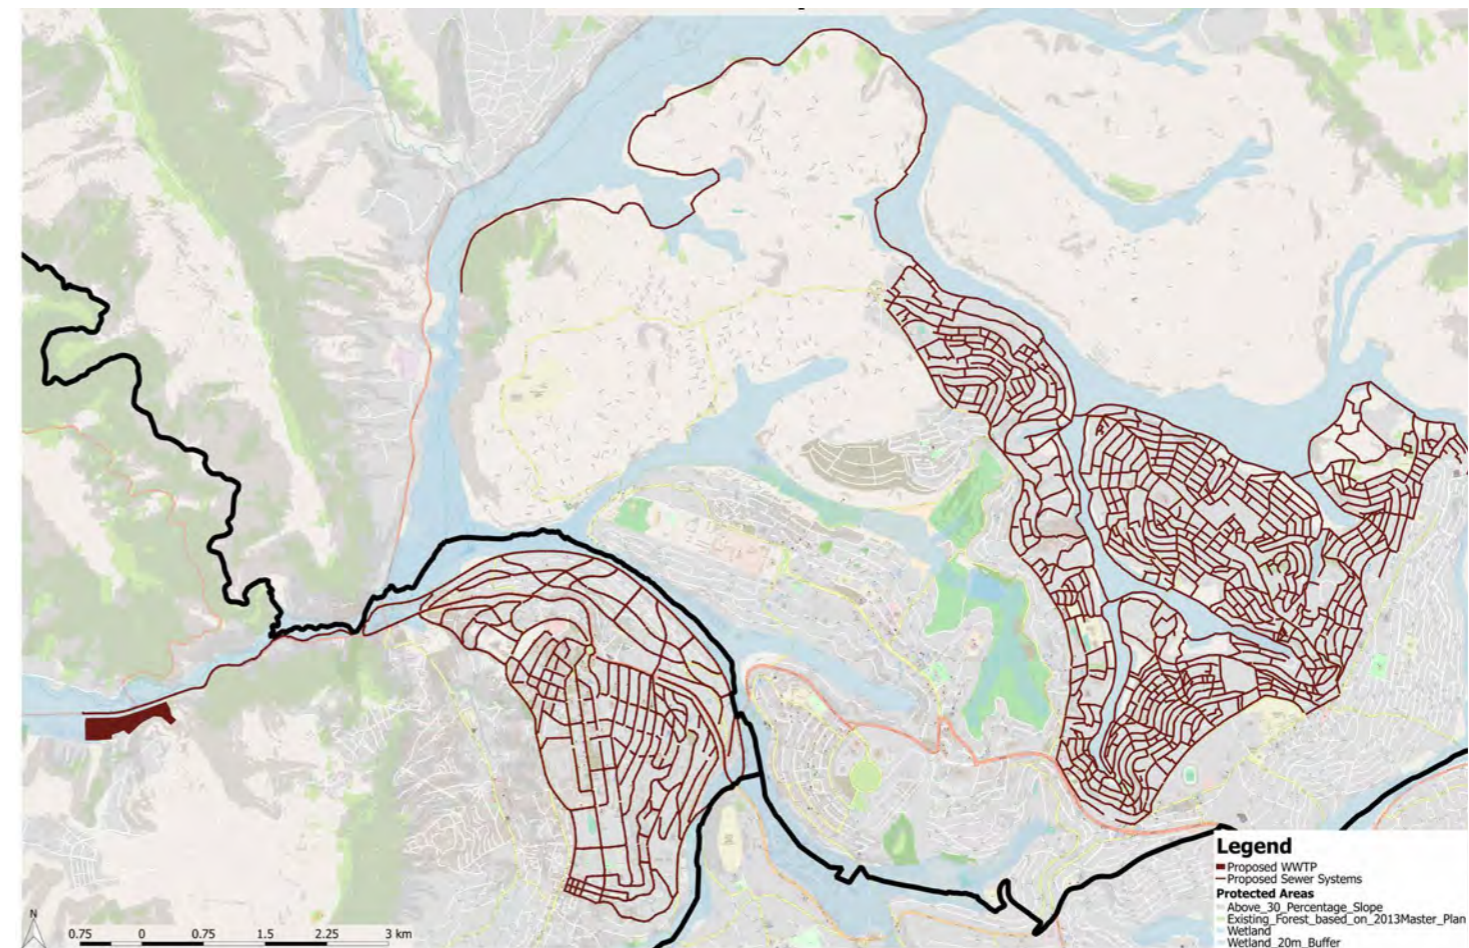 Legend
Proposed WWTP
Proposed Sewer Systems
Protected Areas
Above_30_Percentage_Slope
Existing_Forest_based_on_2013Master_Plan
Wetland
Wetland_20m_Buffer
N
0.75 0 0.75 1.5 2.25 3 km